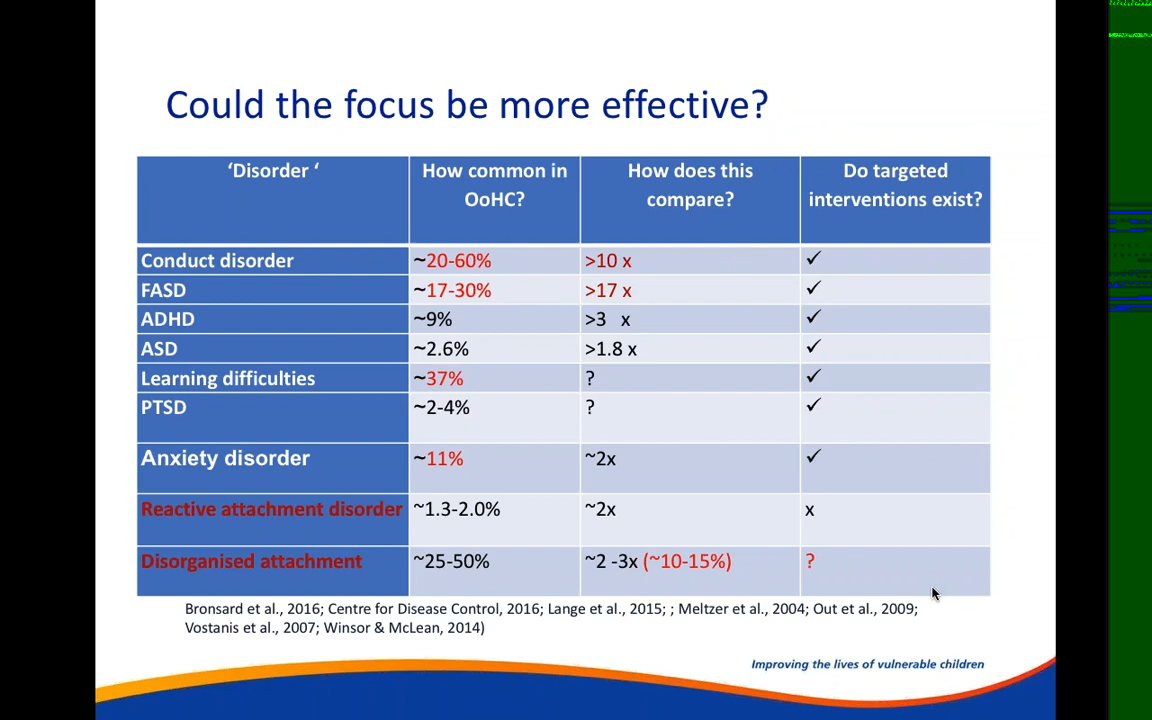 Could the focus be more effective?
‘Disorder ‘ How common in OoHC? How does this compare? Do targeted interventions exist?
Conduct disorder ~20-60% >10 x ✓
FASD ~17-30% >17 x ✓
ADHD ~9% >3 x ✓
ASD ~2.6% >1.8 x ✓
Learning difficulties ~37% ? ✓
PTSD ~2-4% ? ✓
Anxiety disorder ~11% ~2x ✓
Reactive attachment disorder ~1.3-2.0% ~2x x
Disorganised attachment ~25-50% ~2 -3x (~10-15%) ?
Bronsard et al., 2016; Centre for Disease Control, 2016; Lange et al., 2015; ; Meltzer et al., 2004; Out et al., 2009;
Vostanis et al., 2007; Winsor & McLean, 2014)
Improving the lives of vulnerable children